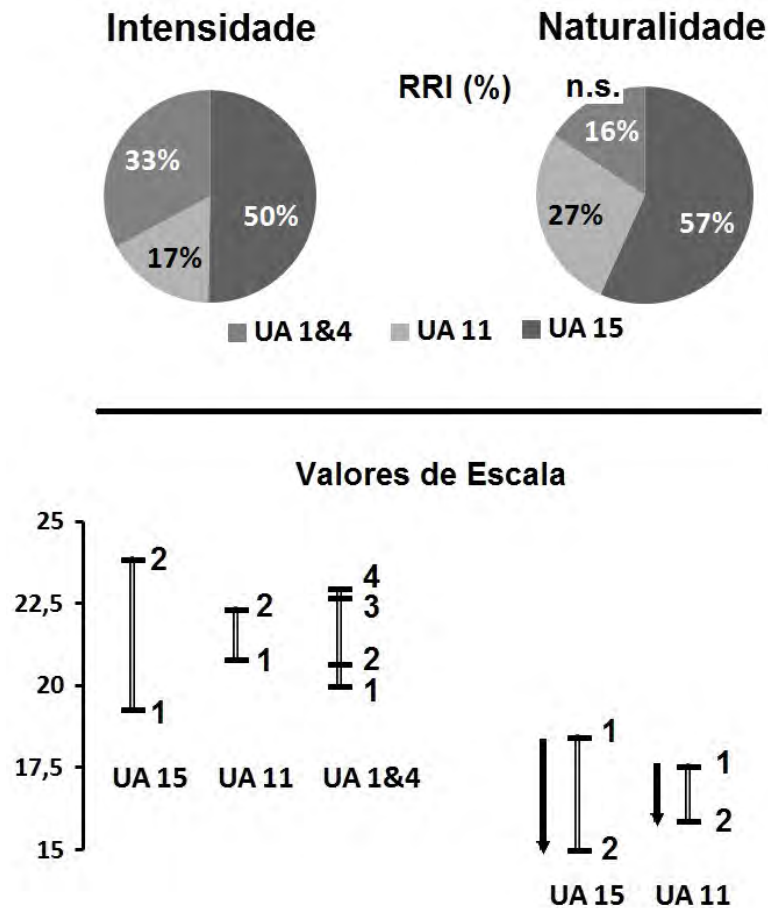 Intensidade
Naturalidade
RRI (%)
n.s.
33%
50%
17%
16%
27%
57%
UA 1&4 UA 11 UA 15
Valores de Escala
25
22,5
20
17,5
15
2
1
UA 15
2
1
UA 11
4
3
2
1
UA 1&4
1
2
UA 15
1
2
UA 11